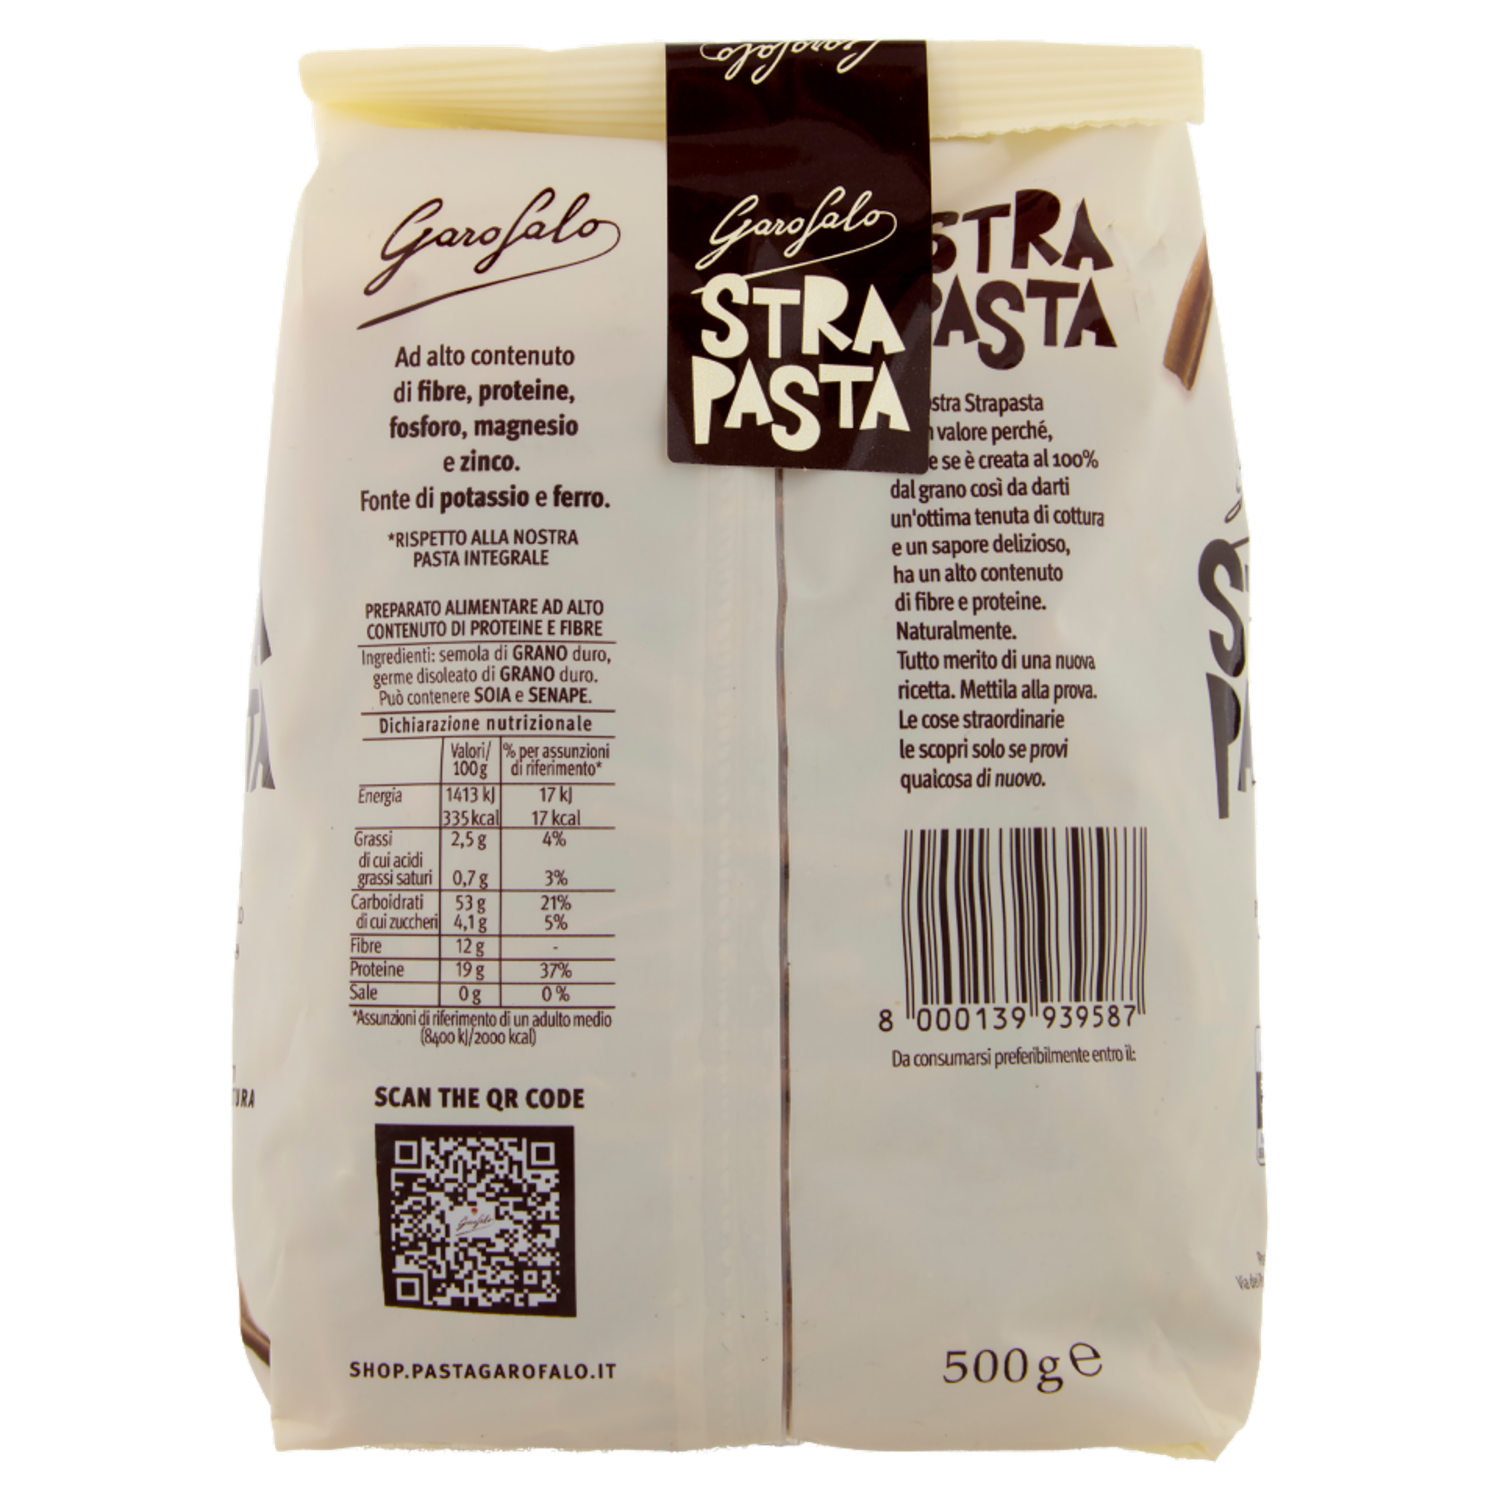 Garofalo
Garofalo
STRA
PASTA
Garofalo
Ad alto contenuto
di fibre, proteine,
fosforo, magnesio
e zinco.
Fonte di potassio e ferro.
*RISPETTO ALLA NOSTRA
PASTA INTEGRALE
PREPARATO ALIMENTARE AD ALTO
CONTENUTO DI PROTEINE E FIBRE
Ingredienti: semola di GRANO duro,
germe disoleato di GRANO duro.
Può contenere SOIA e SENAPE.
Dichiarazione nutrizionale
Valori/ 100g % per assunzioni di riferimento*
Energia 1413 kJ 17 kJ
335 kcal 17 kcal
Grassi 2,5 g 4%
di cui acidi
grassi saturi 0,7 g 3%
Carboidrati 53 g 21%
di cui zuccheri 4,1 g 5%
Fibre 12 g -
Proteine 19 g 37%
Sale 0 g 0 %
*Assunzioni di riferimento di un adulto medio
(8400 kJ/2000 kcal)
SCAN THE QR CODE
Garofalo
SHOP.PASTAGAROFALO.IT
STRA
PASTA
Strapasta
valore perché,
se è creata al 100%
dal grano così da darti
un'ottima tenuta di cottura
e un sapore delizioso,
ha un alto contenuto
di fibre e proteine.
Naturalmente.
Tutto merito di una nuova
ricetta. Mettila alla prova.
Le cose straordinarie
le scopri solo se provi
qualcosa di nuovo.
8 000139 939587
Da consumarsi preferibilmente entro il:
500 g e